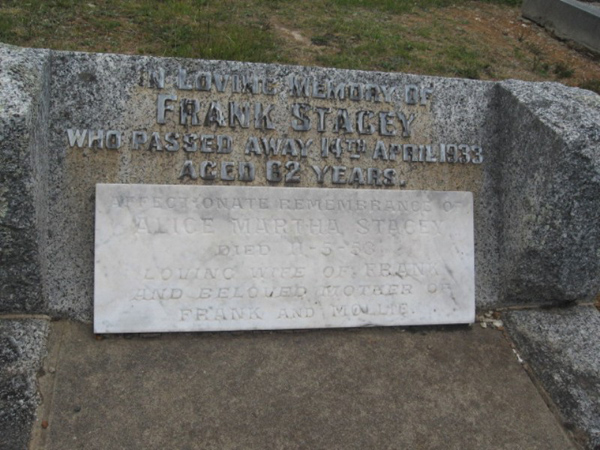 IN LOVING MEMORY OF
FRANK STACEY
WHO PASSED AWAY 14TH APRIL 1933
AGED 62 YEARS.
AFFECTIONATE REMEMBRANCE OF
ALICE MARTHA STACEY
DIED
LOVING WIFE OF FRANK
AND BELOVED MOTHER OF
FRANK AND MOLLIE.